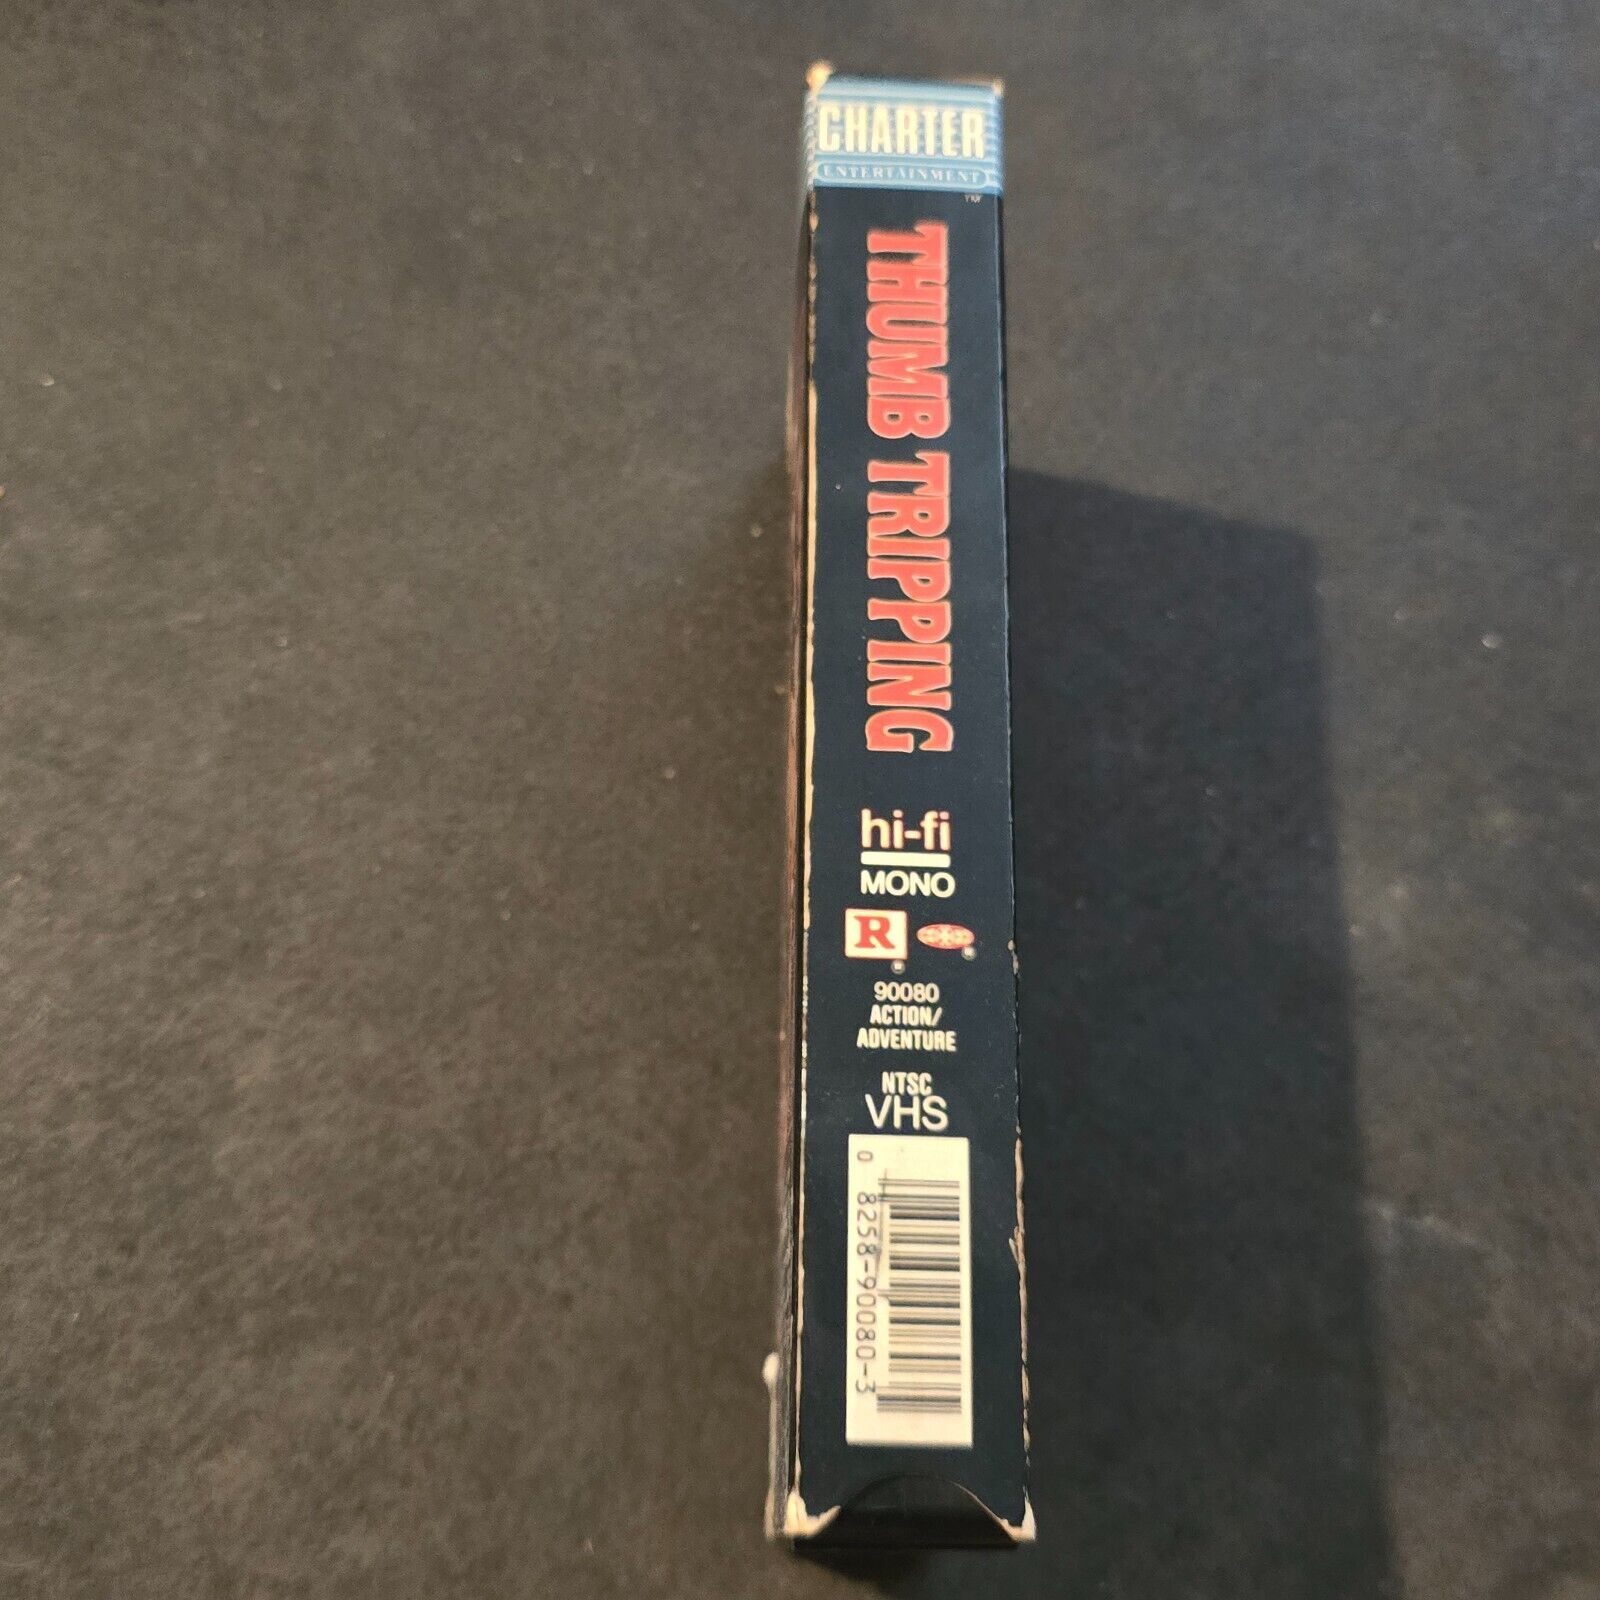 CHARTER
ENTERTAINMENT
TM
THUMB TRIPPING
hi-fi
MONO
R
®
®
90080
ACTION/
ADVENTURE
NTSC
VHS
0 8258-90080-3